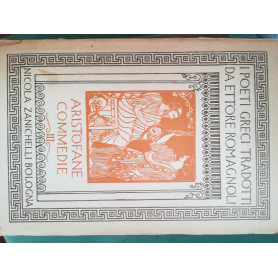 I POETI GRECI TRADOTTI
DA ETTORE ROMAGNOLI
ARISTOFANE
COMMEDIE
III
NICOLA ZANICHELLI BOLOGNA